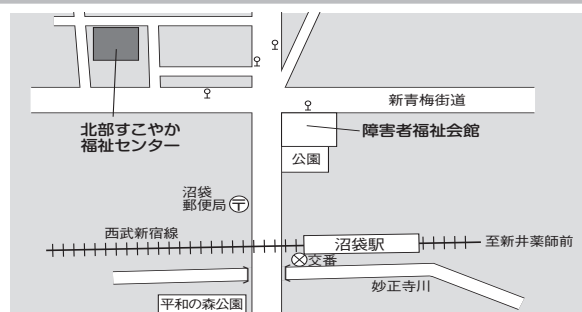 新青梅街道
北部すこやか
福祉センター
障害者福祉会館
公園
沼袋
郵便局
西武新宿線
沼袋駅
至新井薬師前
交番
妙正寺川
平和の森公園